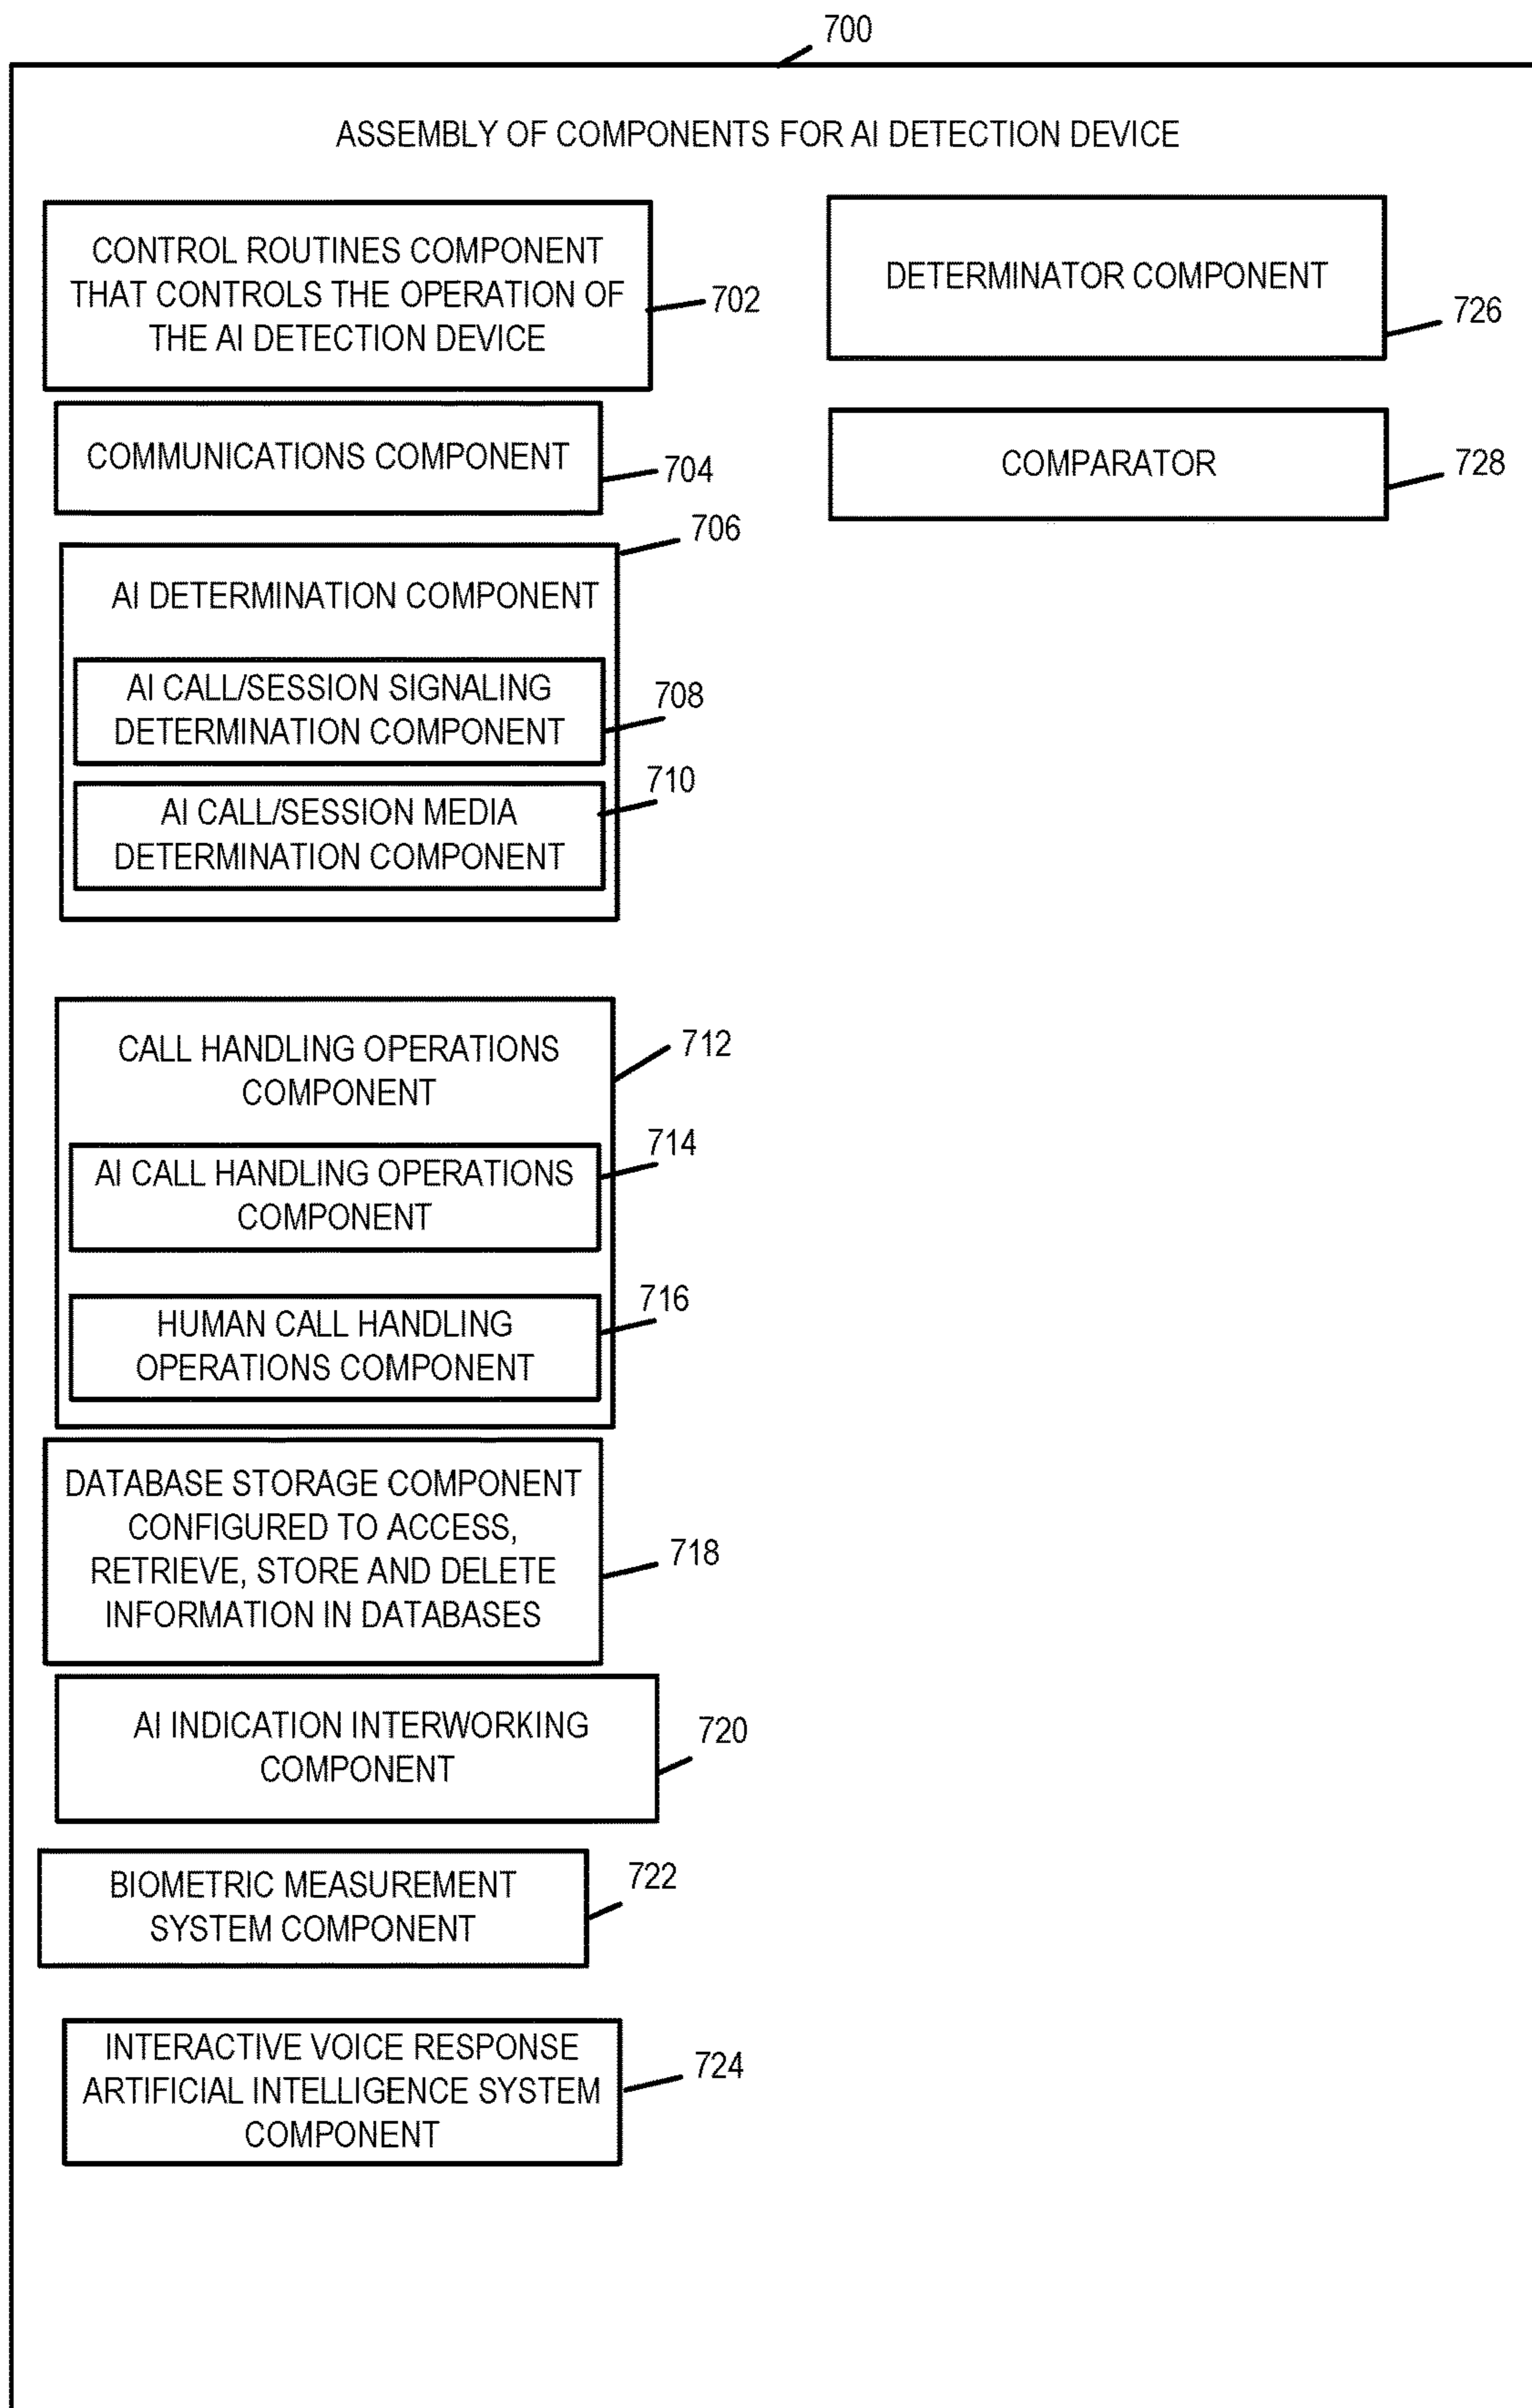 700
ASSEMBLY OF COMPONENTS FOR AI DETECTION DEVICE
CONTROL ROUTINES COMPONENT
THAT CONTROLS THE OPERATION OF
THE AI DETECTION DEVICE
702
COMMUNICATIONS COMPONENT
704
706
AI DETERMINATION COMPONENT
AI CALL/SESSION SIGNALING
DETERMINATION COMPONENT
708
710
AI CALL/SESSION MEDIA
DETERMINATION COMPONENT
CALL HANDLING OPERATIONS
COMPONENT
712
714
AI CALL HANDLING OPERATIONS
COMPONENT
716
HUMAN CALL HANDLING
OPERATIONS COMPONENT
DATABASE STORAGE COMPONENT
CONFIGURED TO ACCESS,
RETRIEVE, STORE AND DELETE
INFORMATION IN DATABASES
718
AI INDICATION INTERWORKING
COMPONENT
720
BIOMETRIC MEASUREMENT
SYSTEM COMPONENT
722
INTERACTIVE VOICE RESPONSE
ARTIFICIAL INTELLIGENCE SYSTEM
COMPONENT
724
DETERMINATOR COMPONENT
726
COMPARATOR
728